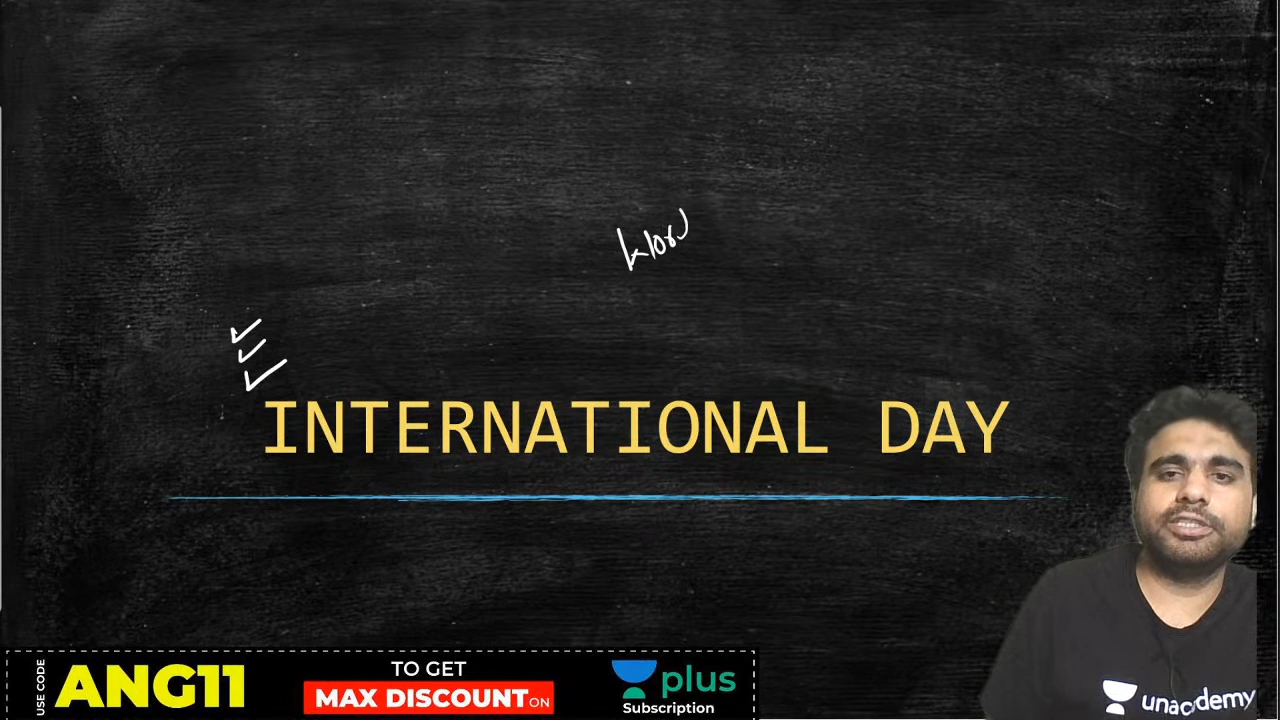 INTERNATIONAL DAY
USE CODE
ANG11
TO GET
MAX DISCOUNT ON
plus
Subscription
unacademy